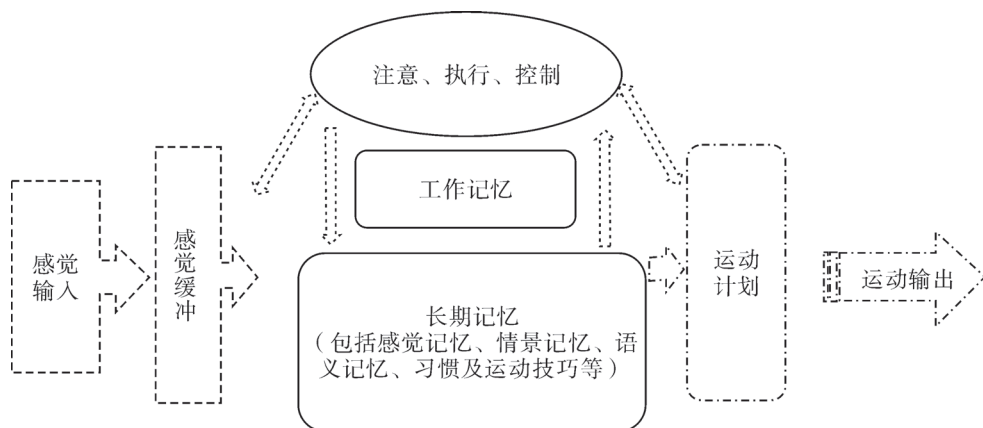 注意、执行、控制
工作记忆
感觉
输入
感觉缓冲
长期记忆
（包括感觉记忆、情景记忆、语
义记忆、习惯及运动技巧等）
运动
计划
运动输出